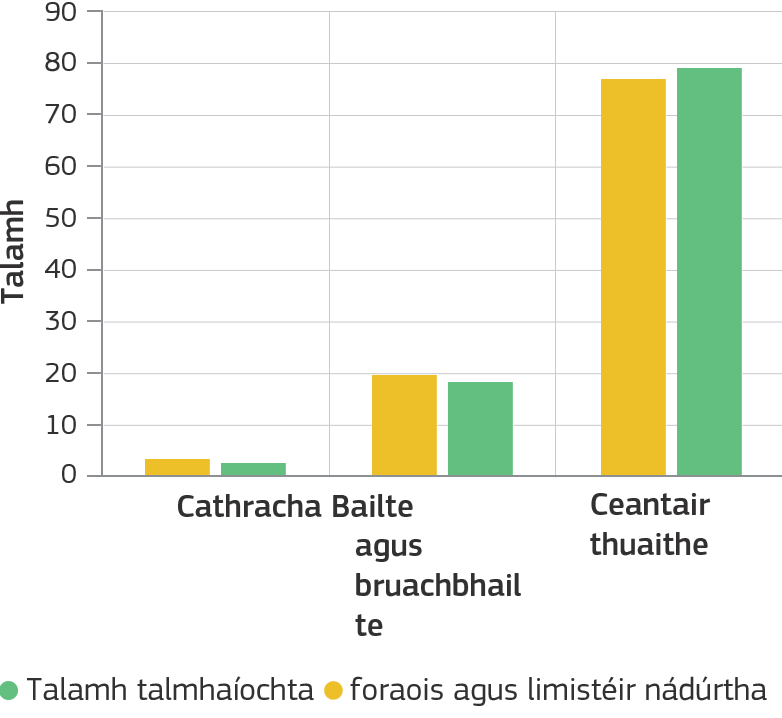 90
80
70
60
50
40
30
20
10
0
Talamh
Cathracha
Bailte
agus
bruachbhail
te
Ceantair
thuaithe
Talamh talmhaíochta
foraois agus limistéir nádúrtha